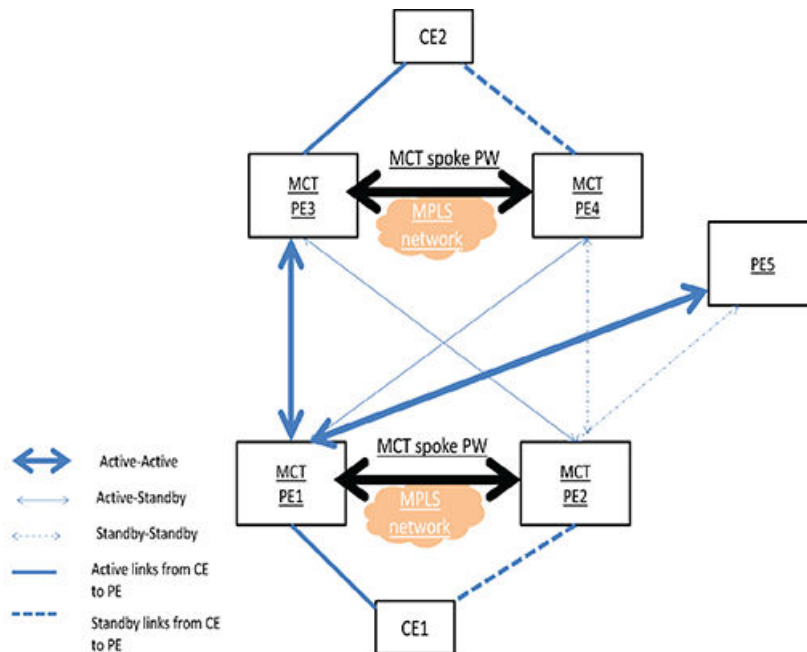 CE2
MCT spoke PW
MCT
PE3
MPLS
network
MCT
PE4
PE5
MCT spoke PW
MCT
PE1
MPLS
network
MCT
PE2
CE1
Active-Active
Active-Standby
Standby-Standby
Active links from CE
to PE
Standby links from CE
to PE